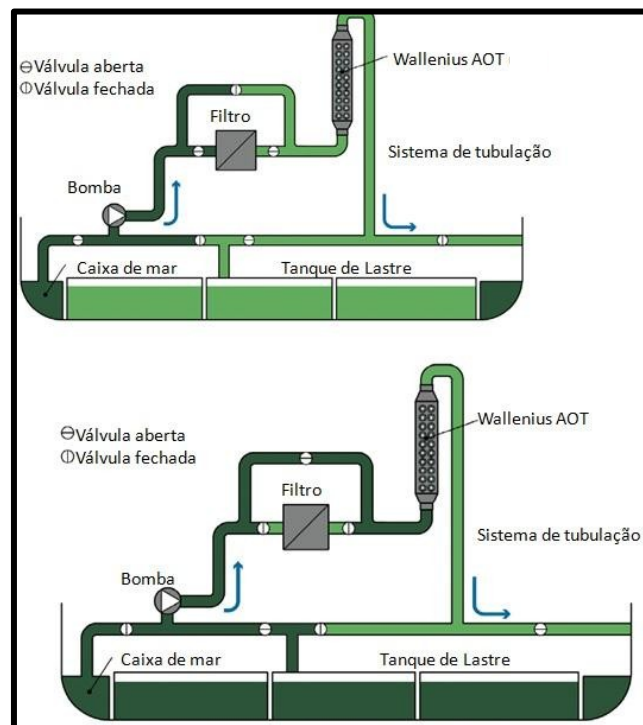 Válvula aberta
Wallenius AOT
Válvula fechada
Filtro
Sistema de tubulação
Bomba
Caixa de mar
Tanque de Lastre
Válvula aberta
Wallenius AOT
Válvula fechada
Filtro
Sistema de tubulação
Bomba
Caixa de mar
Tanque de Lastre